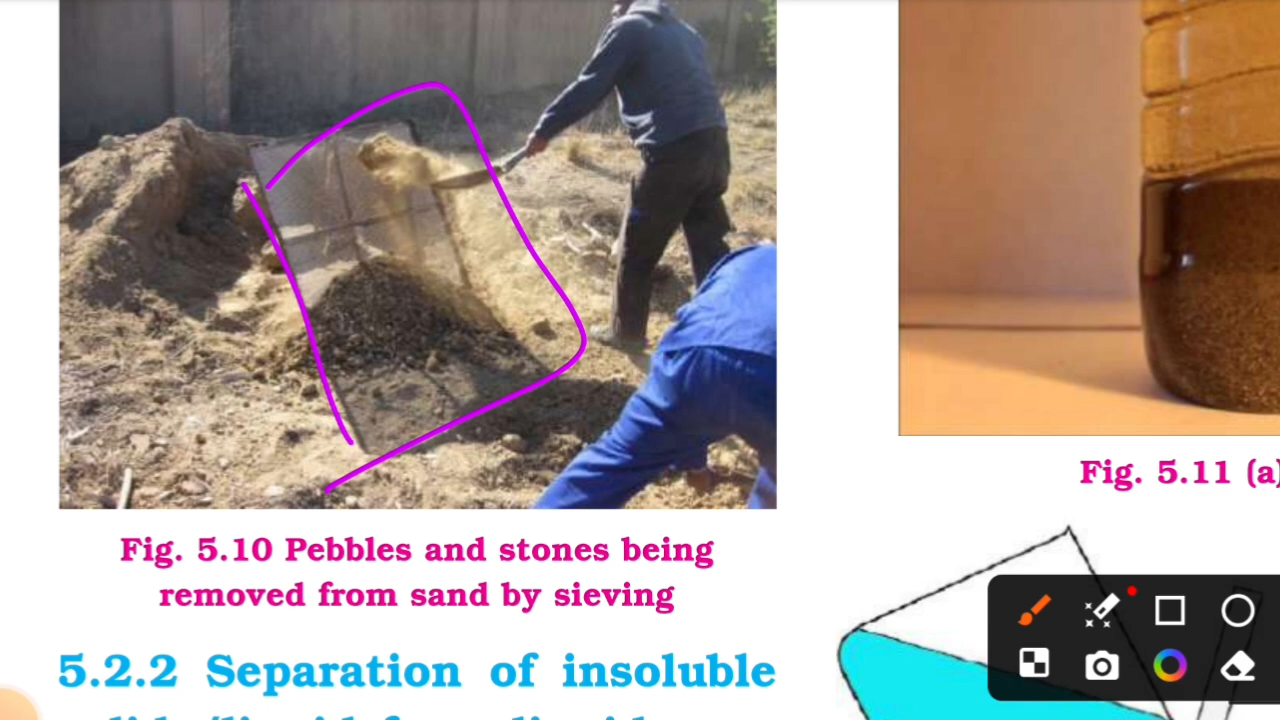 Fig. 5.10 Pebbles and stones being
removed from sand by sieving
5.2.2 Separation of insoluble
Fig. 5.11 (a)